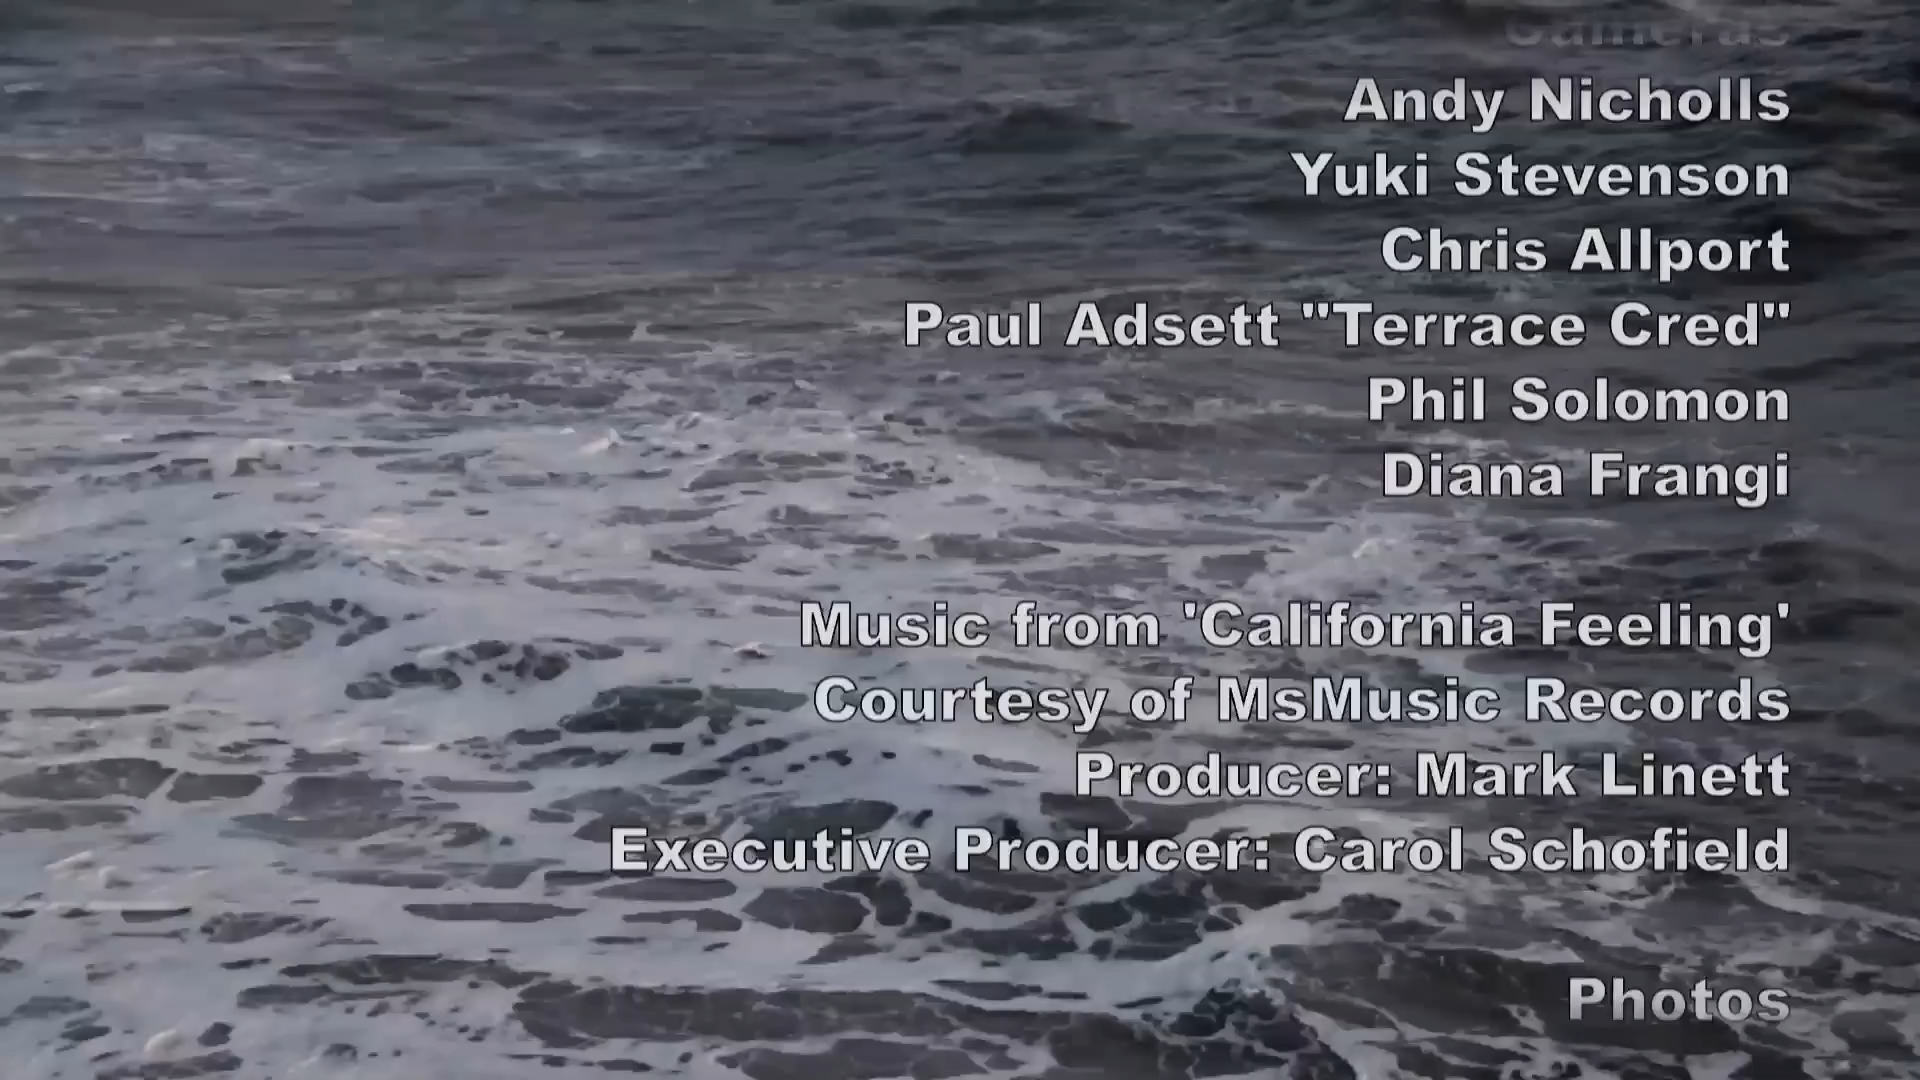 Cameras
Andy Nicholls
Yuki Stevenson
Chris Allport
Paul Adsett "Terrace Cred"
Phil Solomon
Diana Frangi
Music from 'California Feeling'
Courtesy of MsMusic Records
Producer: Mark Linett
Executive Producer: Carol Schofield
Photos